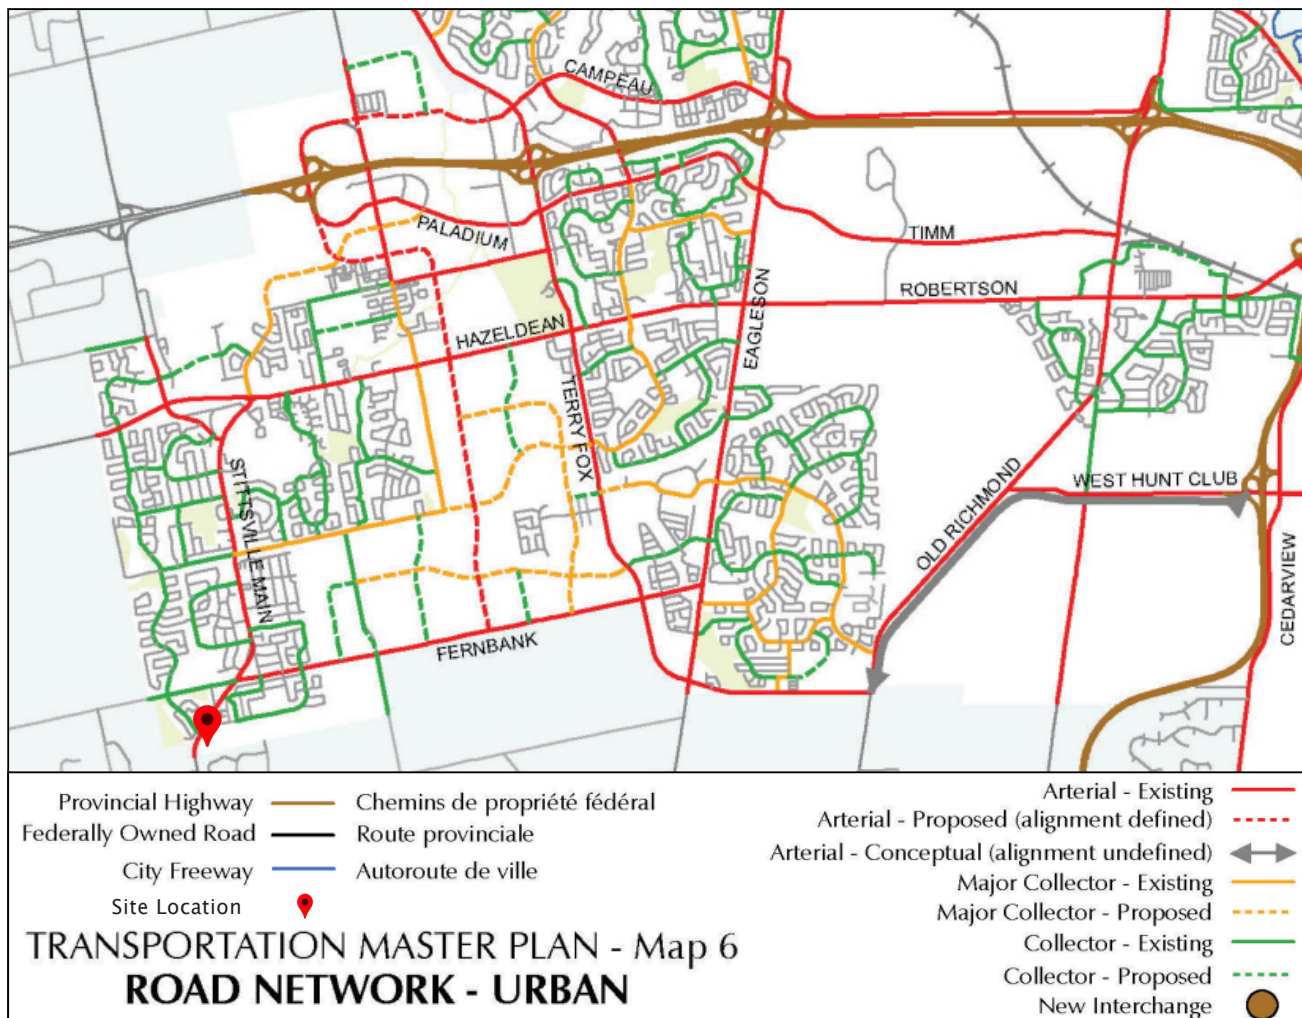 CAMPEAU
PALADIUM
TIMM
ROBERTSON
HAZELDEAN
EAGLESON
TERRY FOX
STITTSVILLE MAIN
OLD RICHMOND
WEST HUNT CLUB
CEDARVIEW
FERNBANK
Provincial Highway Chemins de propriété fédéral
Federally Owned Road Route provinciale
City Freeway Autoroute de ville
Site Location
TRANSPORTATION MASTER PLAN - Map 6
ROAD NETWORK - URBAN
Arterial - Existing
Arterial - Proposed (alignment defined)
Arterial - Conceptual (alignment undefined)
Major Collector - Existing
Major Collector - Proposed
Collector - Existing
Collector - Proposed
New Interchange